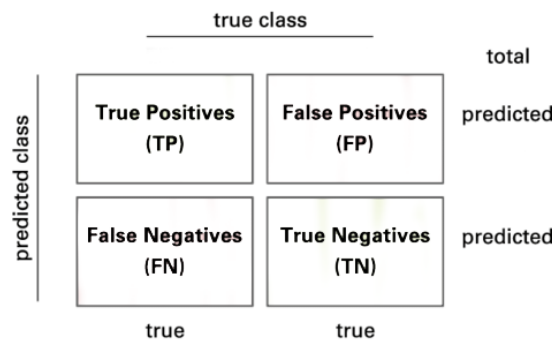 true class
total
predicted class
True Positives
(TP)
False Positives
(FP)
predicted
False Negatives
(FN)
True Negatives
(TN)
predicted
true
true